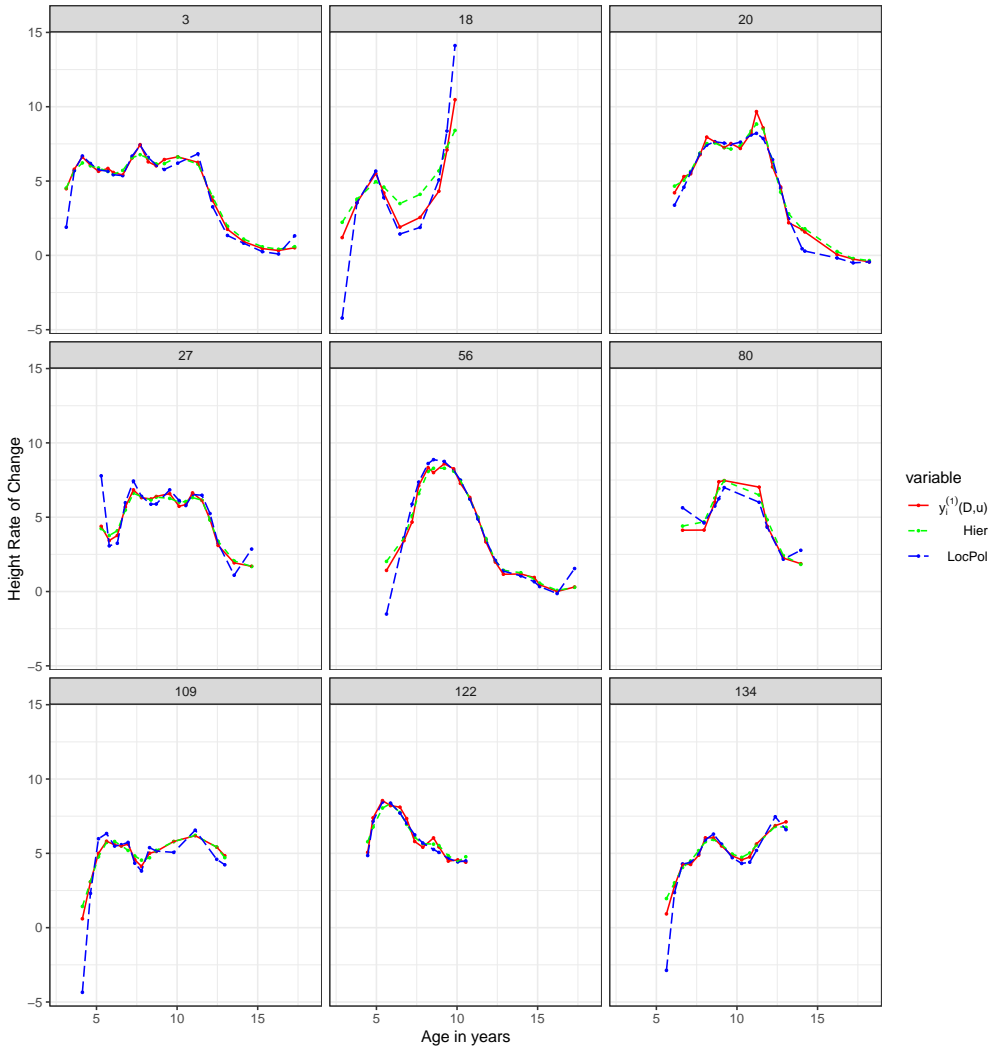 3 18 20
15
10
5
0
−5
27 56 80
15
10
5
0
−5
109 122 134
15
10
5
0
−5
5 10 15 5 10 15 5 10 15
Age in years
Height Rate of Change
variable
y_i^(1)(D,u)
Hier
LocPol